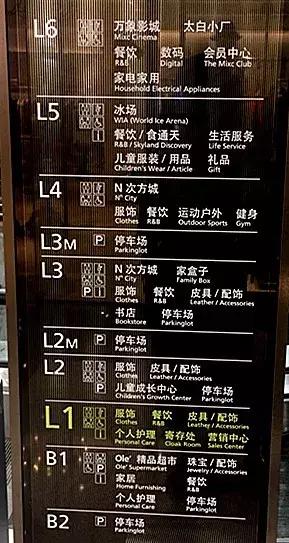 L6 万象影城 太白小厂
Mixc Cinema
餐饮 数码 会员中心
R&B Digital The Mixc Club
家电家用
Household Electrical Appliances
L5 冰场
WIA (World Ice Arena)
餐饮 / 食通天 生活服务
R&B / Skyland Discovery Life Service
儿童服装 / 用品 礼品
Children's Wear / Article Gift
L4 N 次方城
Nⁿ City
服饰 餐饮 运动户外 健身
Clothes R&B Outdoor Sports Gym
L3M P 停车场
Parkinglot
L3 N 次方城 家盒子
Nⁿ City Family Box
P 服饰 餐饮 皮具 / 配饰
Clothes R&B Leather / Accessories
书店 停车场
Bookstore Parkinglot
L2M P 停车场
Parkinglot
L2 服饰 皮具 / 配饰
Clothes Leather / Accessories
P 儿童成长中心 停车场
Children's Growth Center Parkinglot
L1 服饰 餐饮 皮具 / 配饰
Clothes R&B Leather / Accessories
个人护理 寄存处 营销中心
Personal Care Cloak Room Sales Center
B1 Ole' 精品超市 珠宝 / 配饰
Ole' Supermarket Jewelry / Accessories
P 家居 餐饮
Home Furnishing R&B
个人护理 停车场
Personal Care Parkinglot
B2 P 停车场
Parkinglot